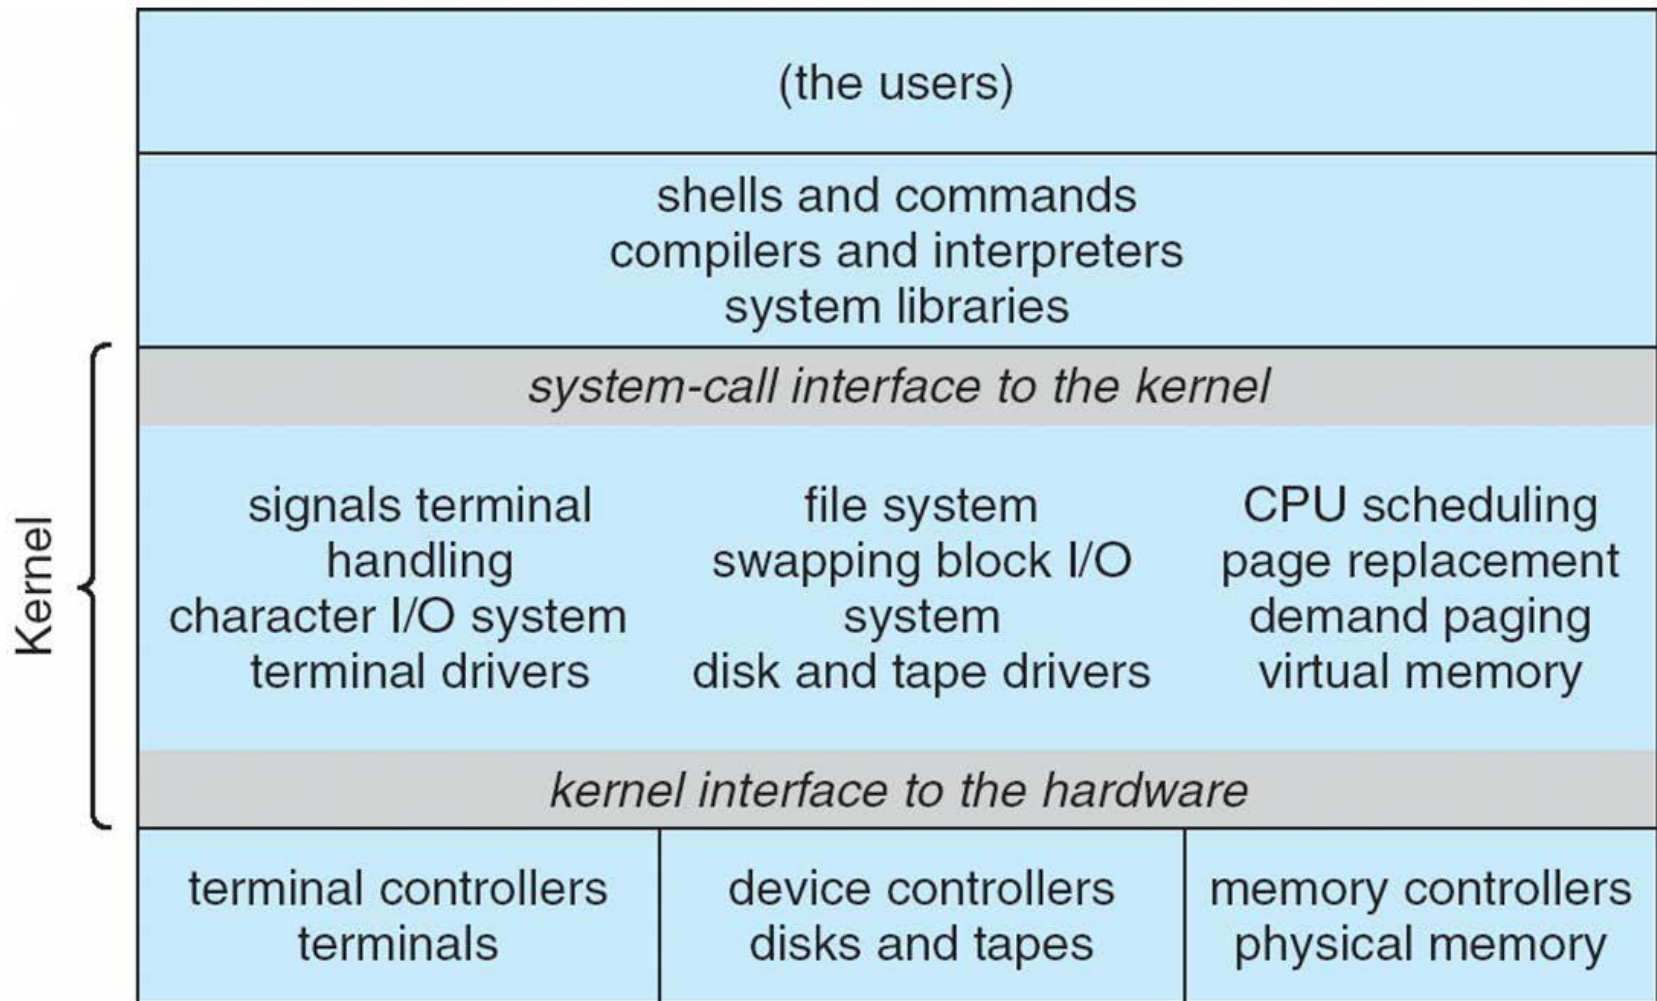 (the users)
shells and commands
compilers and interpreters
system libraries
Kernel
system-call interface to the kernel
signals terminal
handling
character I/O system
terminal drivers
file system
swapping block I/O
system
disk and tape drivers
CPU scheduling
page replacement
demand paging
virtual memory
kernel interface to the hardware
terminal controllers
terminals
device controllers
disks and tapes
memory controllers
physical memory